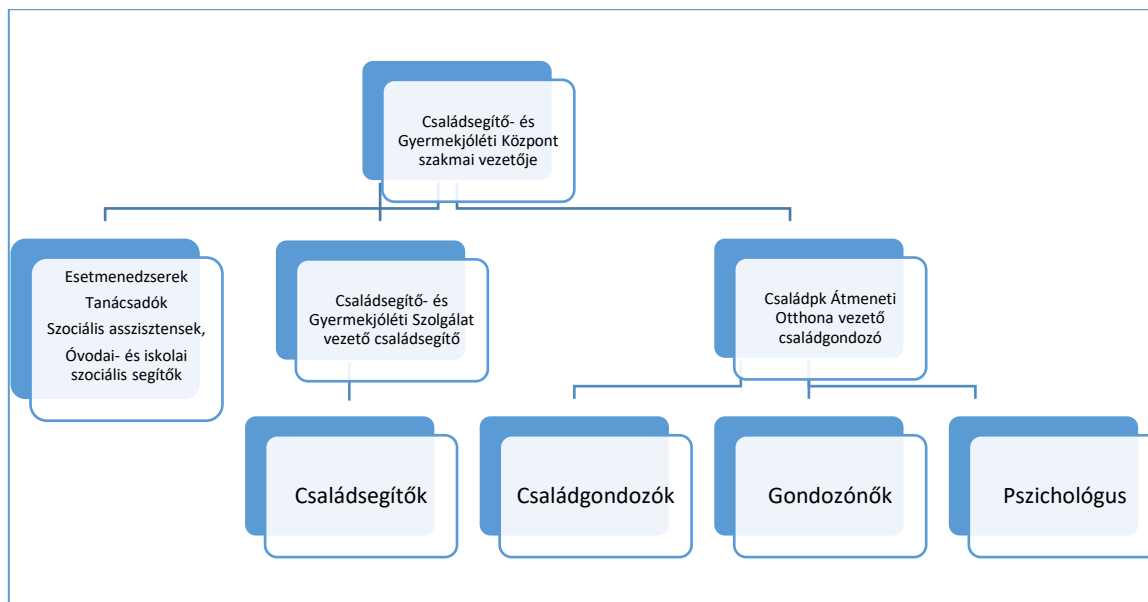 Családsegítő- és
Gyermekjóléti Központ
szakmai vezetője
Esetmenedzserek
Tanácsadók
Szociális asszisztensek,
Óvodai- és iskolai
szociális segítők
Családsegítő- és
Gyermekjóléti Szolgálat
vezető családsegítő
Családpk Átmeneti
Otthona vezető
családgondozó
Családsegítők
Családgondozók
Gondozónők
Pszichológus